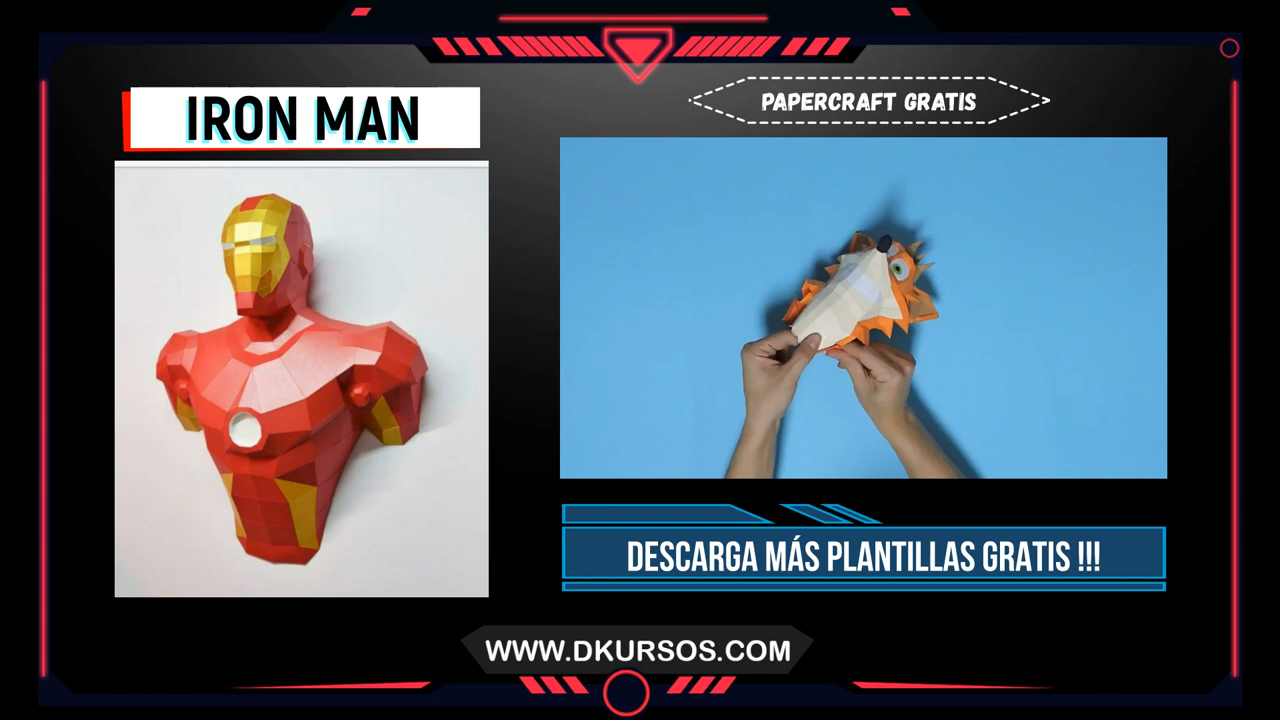 IRON MAN
PAPERCRAFT GRATIS
DESCARGA MÁS PLANTILLAS GRATIS !!!
WWW.DKURSOS.COM